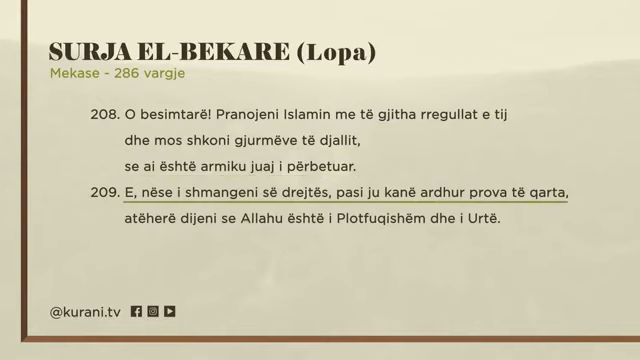 SURJA EL-BEKARE (Lopa)
Mekase - 286 vargje
208. O besimtarë! Pranojeni Islamin me të gjitha rregullat e tij
dhe mos shkoni gjurmëve të djallit,
se ai është armiku juaj i përbetuar.
209. E, nëse i shmangeni së drejtës, pasi ju kanë ardhur prova të qarta,
atëherë dijeni se Allahu është i Plotfuqishëm dhe i Urtë.
@kurani.tv